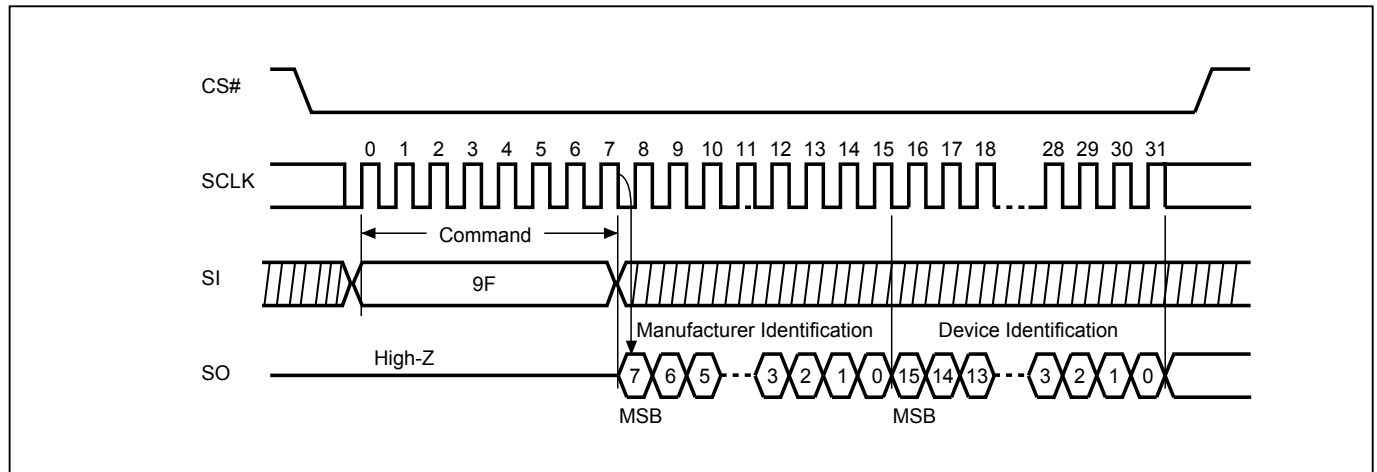 CS#
0 1 2 3 4 5 6 7 8 9 10 11 12 13 14 15 16 17 18 28 29 30 31
SCLK
Command
SI
9F
Manufacturer Identification Device Identification
High-Z
SO
7 6 5 3 2 1 0 15 14 13 3 2 1 0
MSB MSB